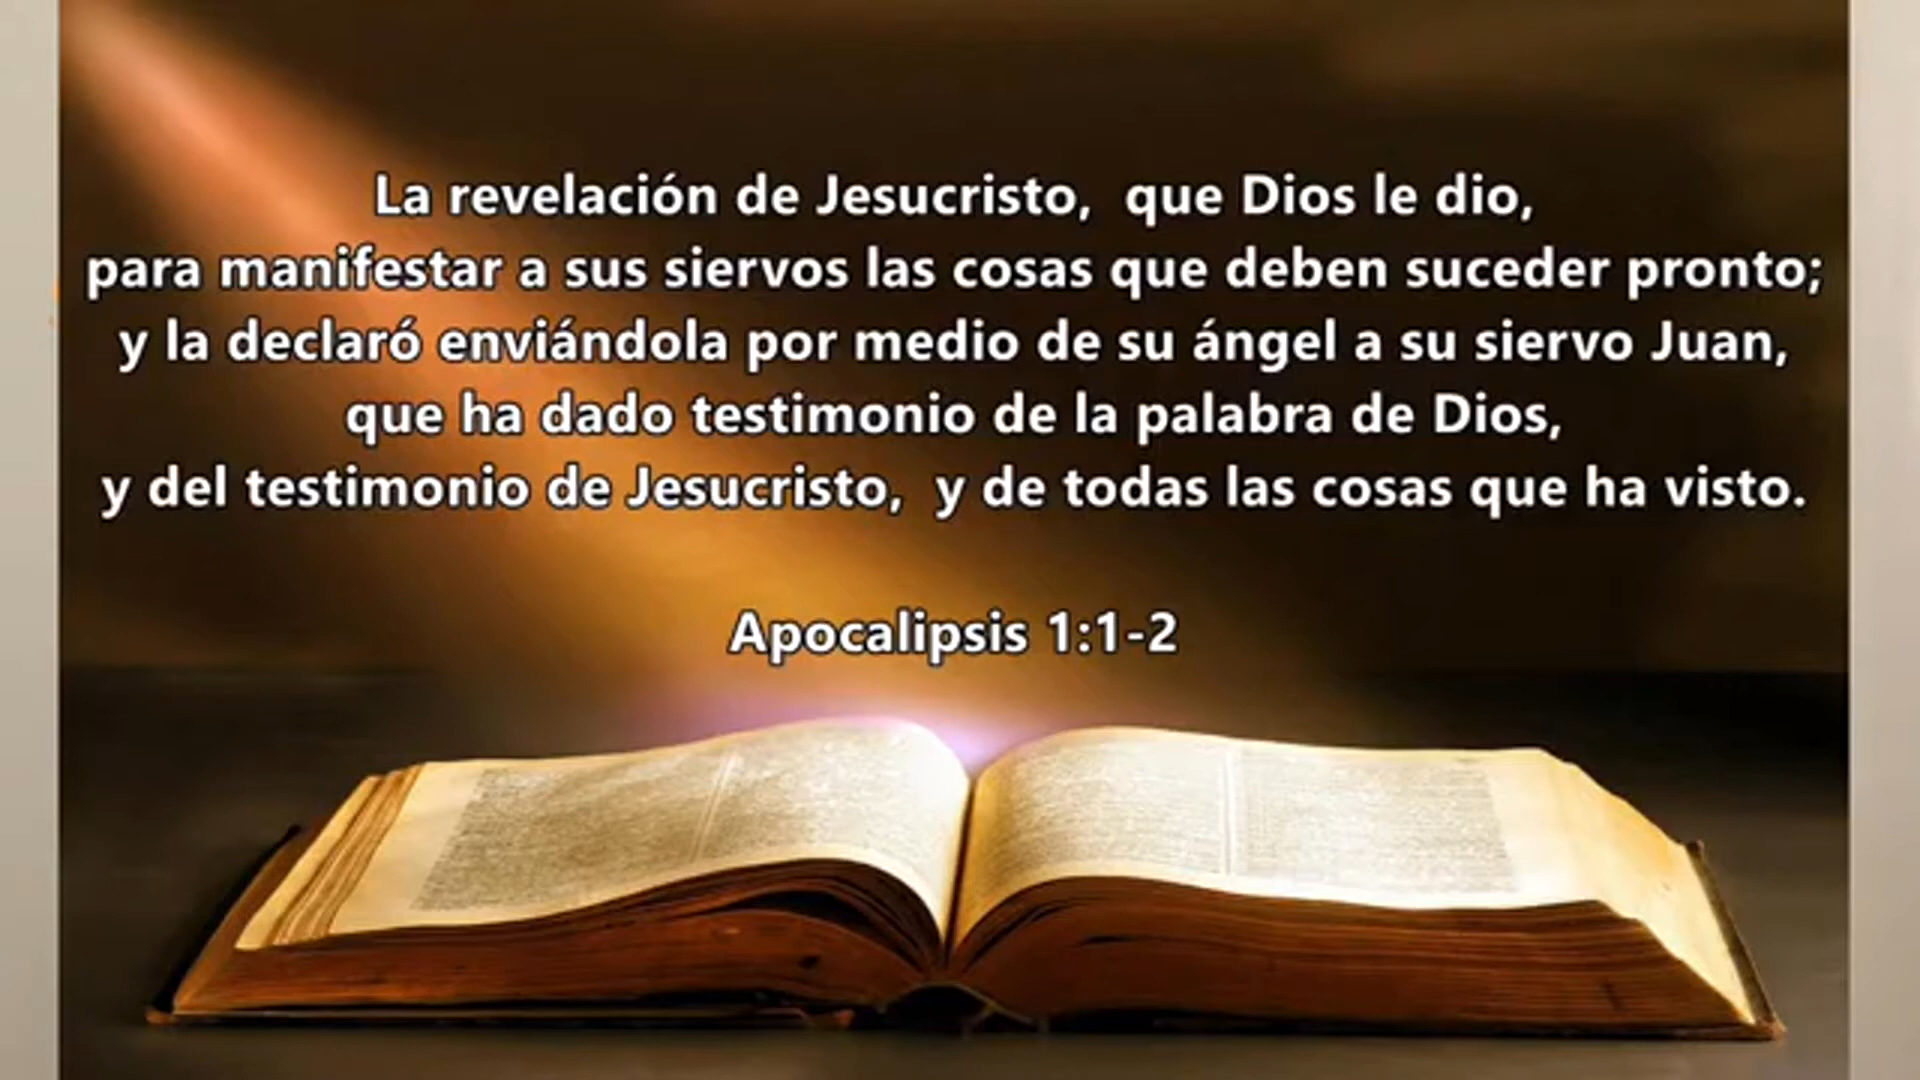 La revelación de Jesucristo, que Dios le dio,
para manifestar a sus siervos las cosas que deben suceder pronto;
y la declaró enviándola por medio de su ángel a su siervo Juan,
que ha dado testimonio de la palabra de Dios,
y del testimonio de Jesucristo, y de todas las cosas que ha visto.
Apocalipsis 1:1-2